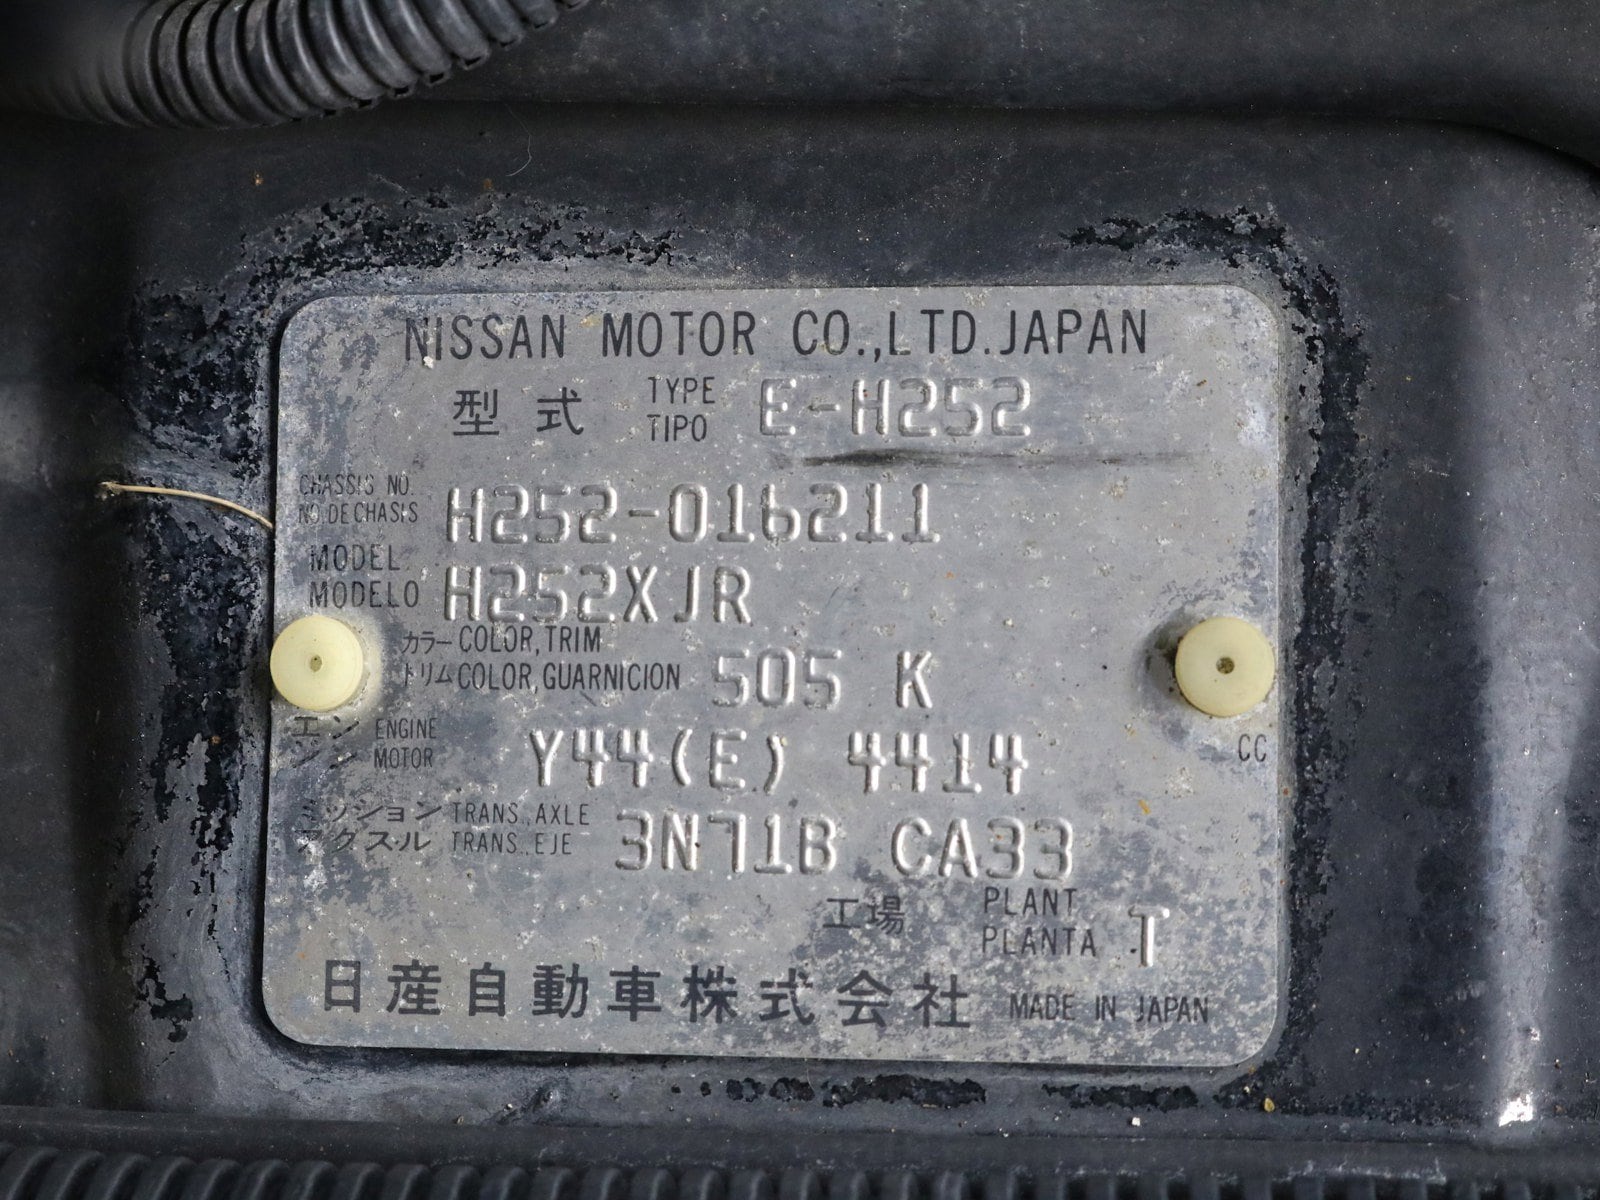 NISSAN MOTOR CO.,LTD. JAPAN
型式 TYPE TIPO E-H252
CHASSIS NO. NO. DE CHASIS H252-016211
MODEL MODELO H252XJR
カラー COLOR, TRIM
トリム COLOR, GUARNICION 505 K
エンジン ENGINE MOTOR Y44(E) 4414 CC
ミッション TRANS., AXLE
アクスル TRANS., EJE 3N71B CA33
工場 PLANT PLANTA T
日産自動車株式会社 MADE IN JAPAN